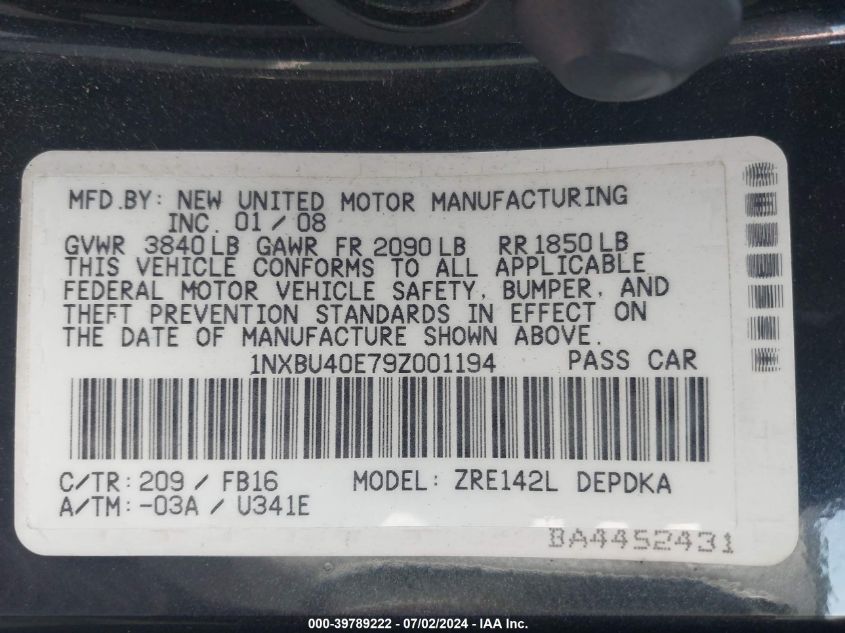 MFD.BY: NEW UNITED MOTOR MANUFACTURING
INC. 01 / 08
GVWR 3840 LB GAWR FR 2090 LB RR 1850 LB
THIS VEHICLE CONFORMS TO ALL APPLICABLE
FEDERAL MOTOR VEHICLE SAFETY, BUMPER, AND
THEFT PREVENTION STANDARDS IN EFFECT ON
THE DATE OF MANUFACTURE SHOWN ABOVE.
1NXBU40E79Z001194 PASS CAR
C/TR: 209 / FB16 MODEL: ZRE142L DEPDKA
A/TM: -03A / U341E
BA4452431
000-39789222 - 07/02/2024 - IAA Inc.